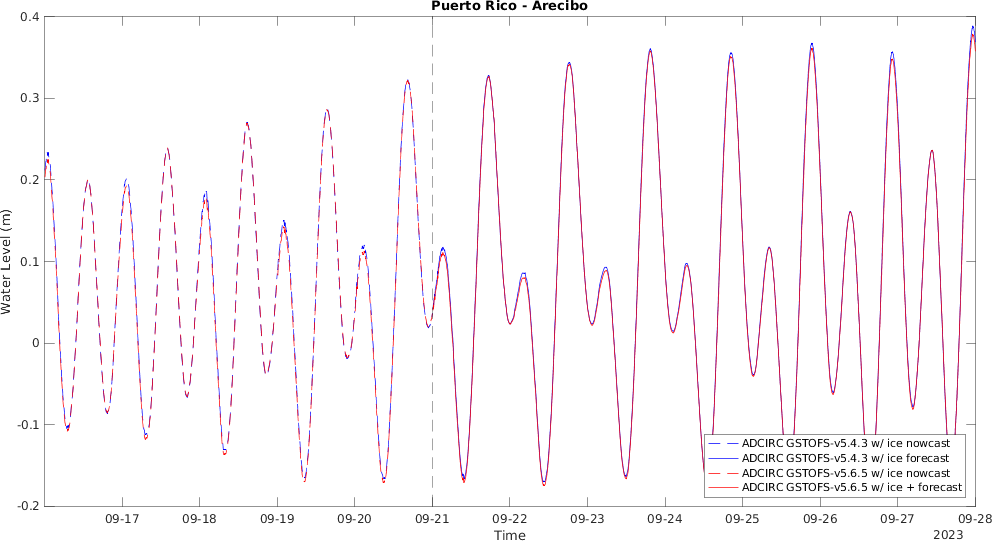 Puerto Rico - Arecibo
0.4
0.3
0.2
0.1
0
-0.1
-0.2
Water Level (m)
ADCIRC GSTOFS-v5.4.3 w/ ice nowcast
ADCIRC GSTOFS-v5.4.3 w/ ice forecast
ADCIRC GSTOFS-v5.6.5 w/ ice nowcast
ADCIRC GSTOFS-v5.6.5 w/ ice + forecast
09-17 09-18 09-19 09-20 09-21 09-22 09-23 09-24 09-25 09-26 09-27 09-28
Time
2023